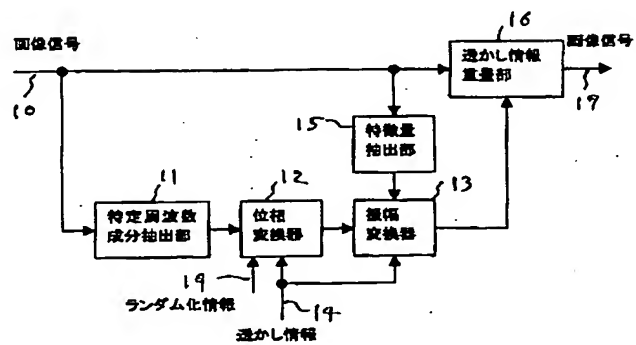 画像信号
10
16
透かし情報
重畳部
画像信号
17
15
特徴量
抽出部
11
特定周波数
成分抽出部
12
位相
変換器
13
振幅
変換器
19
ランダム化情報
14
透かし情報